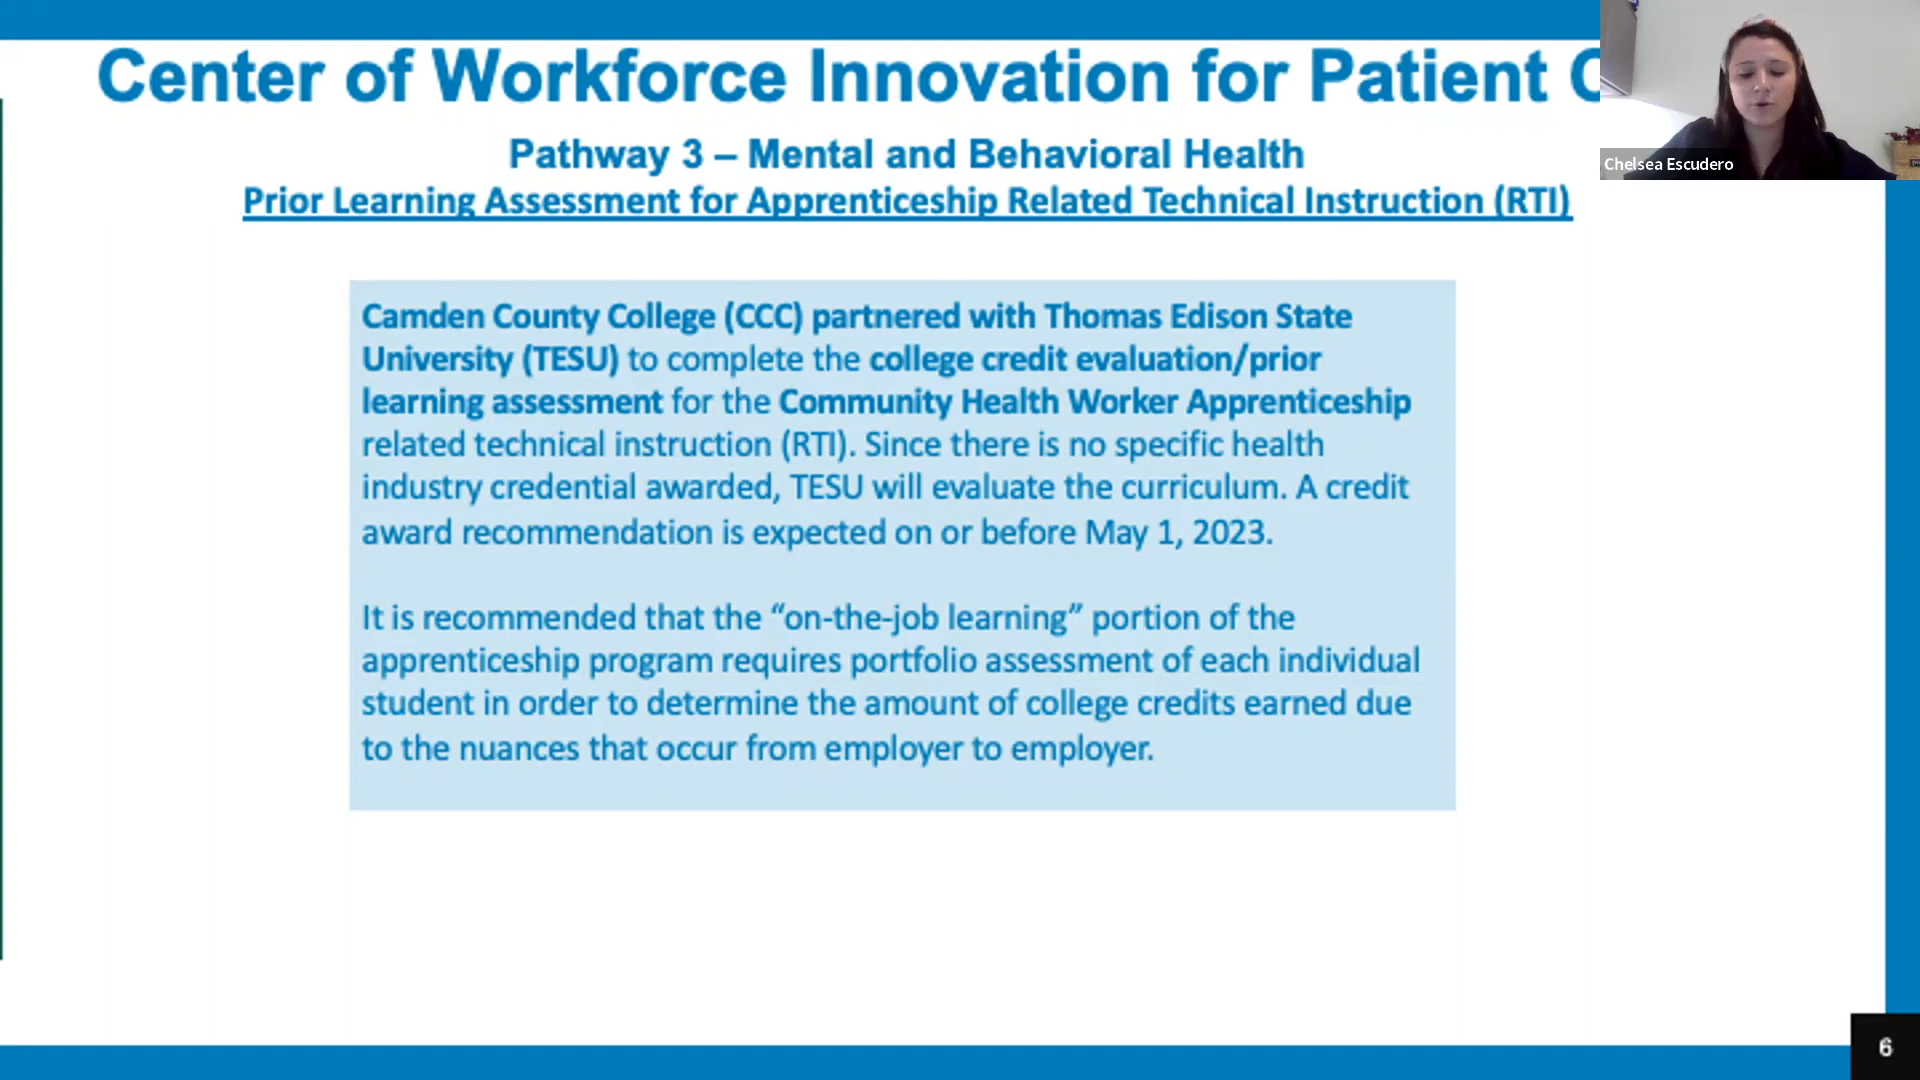 Center of Workforce Innovation for Patient
Chelsea Escudero
Pathway 3 – Mental and Behavioral Health
Prior Learning Assessment for Apprenticeship Related Technical Instruction (RTI)
Camden County College (CCC) partnered with Thomas Edison State
University (TESU) to complete the college credit evaluation/prior
learning assessment for the Community Health Worker Apprenticeship
related technical instruction (RTI). Since there is no specific health
industry credential awarded, TESU will evaluate the curriculum. A credit
award recommendation is expected on or before May 1, 2023.
It is recommended that the “on-the-job learning” portion of the
apprenticeship program requires portfolio assessment of each individual
student in order to determine the amount of college credits earned due
to the nuances that occur from employer to employer.
6